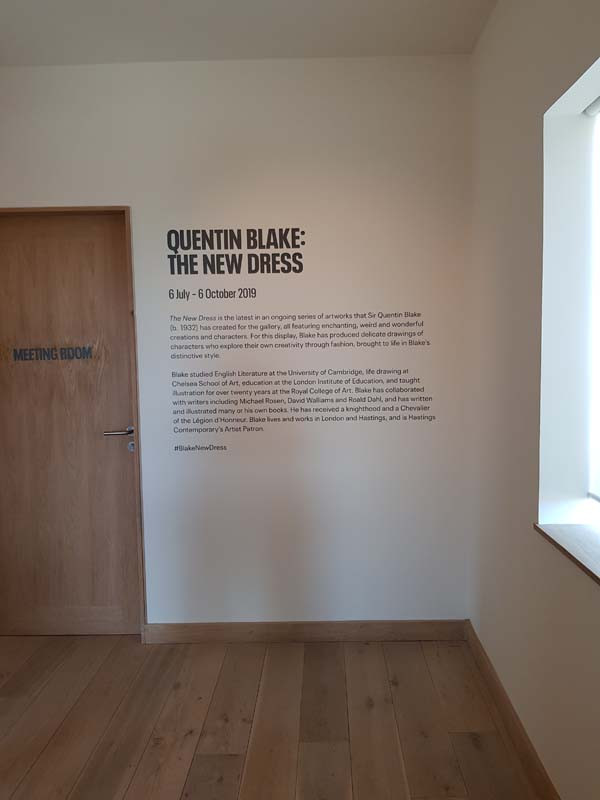 QUENTIN BLAKE:
THE NEW DRESS
6 July – 6 October 2019
The New Dress is the latest in an ongoing series of artworks that Sir Quentin Blake
(b. 1932) has created for the gallery, all featuring enchanting, weird and wonderful
creations and characters. For this display, Blake has produced delicate drawings of
characters who explore their own creativity through fashion, brought to life in Blake's
distinctive style.
Blake studied English Literature at the University of Cambridge, life drawing at
Chelsea School of Art, education at the London Institute of Education, and taught
illustration for over twenty years at the Royal College of Art. Blake has collaborated
with writers including Michael Rosen, David Walliams and Roald Dahl, and has written
and illustrated many of his own books. He has received a knighthood and a Chevalier
of the Légion d'Honneur. Blake lives and works in London and Hastings, and is Hastings
Contemporary's Artist Patron.
#BlakeNewDress
MEETING ROOM